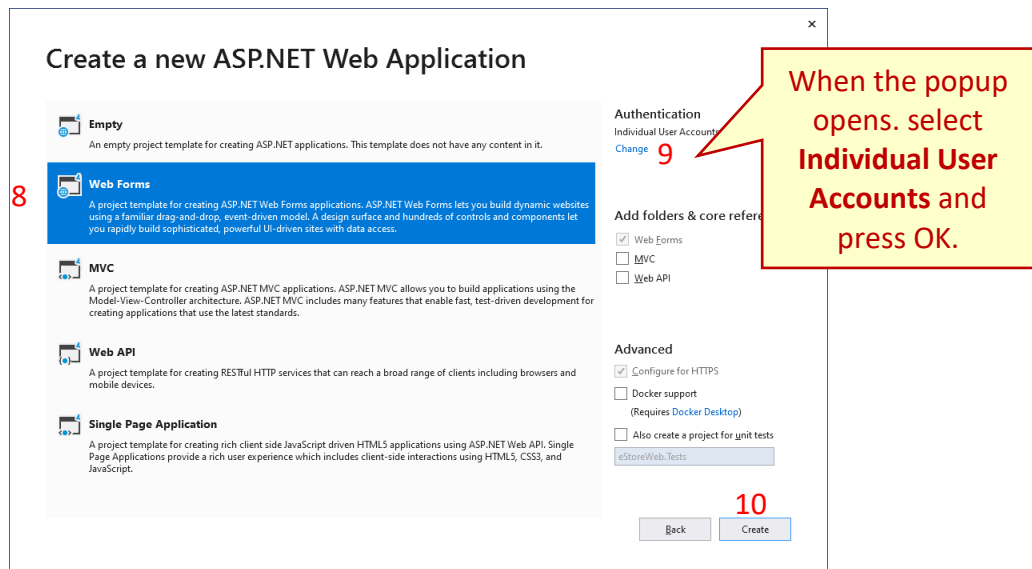 ×
Create a new ASP.NET Web Application
Empty
An empty project template for creating ASP.NET applications. This template does not have any content in it.
8
Web Forms
A project template for creating ASP.NET Web Forms applications. ASP.NET Web Forms lets you build dynamic websites
using a familiar drag-and-drop, event-driven model. A design surface and hundreds of controls and components let
you rapidly build sophisticated, powerful UI-driven sites with data access.
MVC
A project template for creating ASP.NET MVC applications. ASP.NET MVC allows you to build applications using the
Model-View-Controller architecture. ASP.NET MVC includes many features that enable fast, test-driven development for
creating applications that use the latest standards.
Web API
A project template for creating RESTful HTTP services that can reach a broad range of clients including browsers and
mobile devices.
Single Page Application
A project template for creating rich client side JavaScript driven HTML5 applications using ASP.NET Web API. Single
Page Applications provide a rich user experience which includes client-side interactions using HTML5, CSS3, and
JavaScript.
Authentication
Individual User Accounts
Change 9
Add folders & core refere
Web Forms
MVC
Web API
Advanced
Configure for HTTPS
Docker support
(Requires Docker Desktop)
Also create a project for unit tests
eStoreWeb.Tests
10
Back Create
When the popup
opens. select
Individual User
Accounts and
press OK.